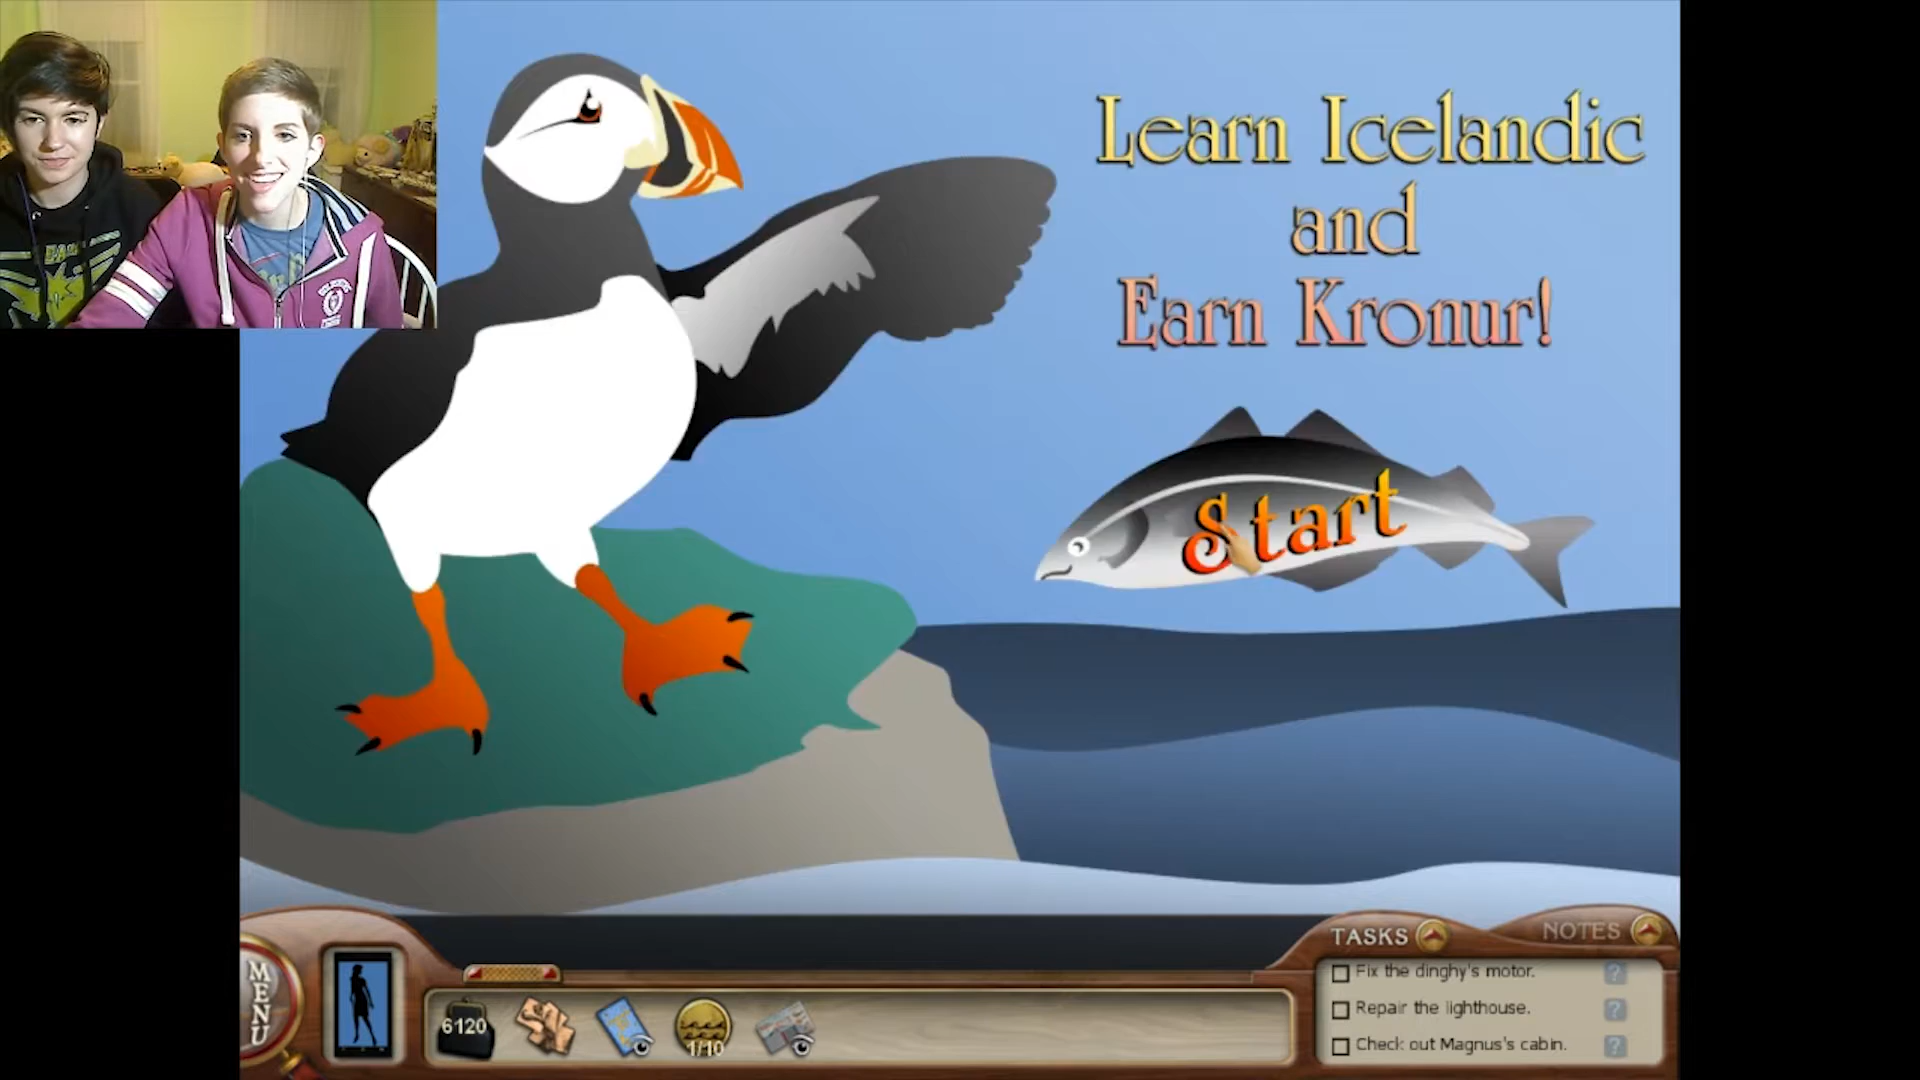 Learn Icelandic
and
Earn Kronur!
Start
MENU
6120
1/10
TASKS
NOTES
Fix the dinghy's motor.
?
Repair the lighthouse.
?
Check out Magnus's cabin.
?